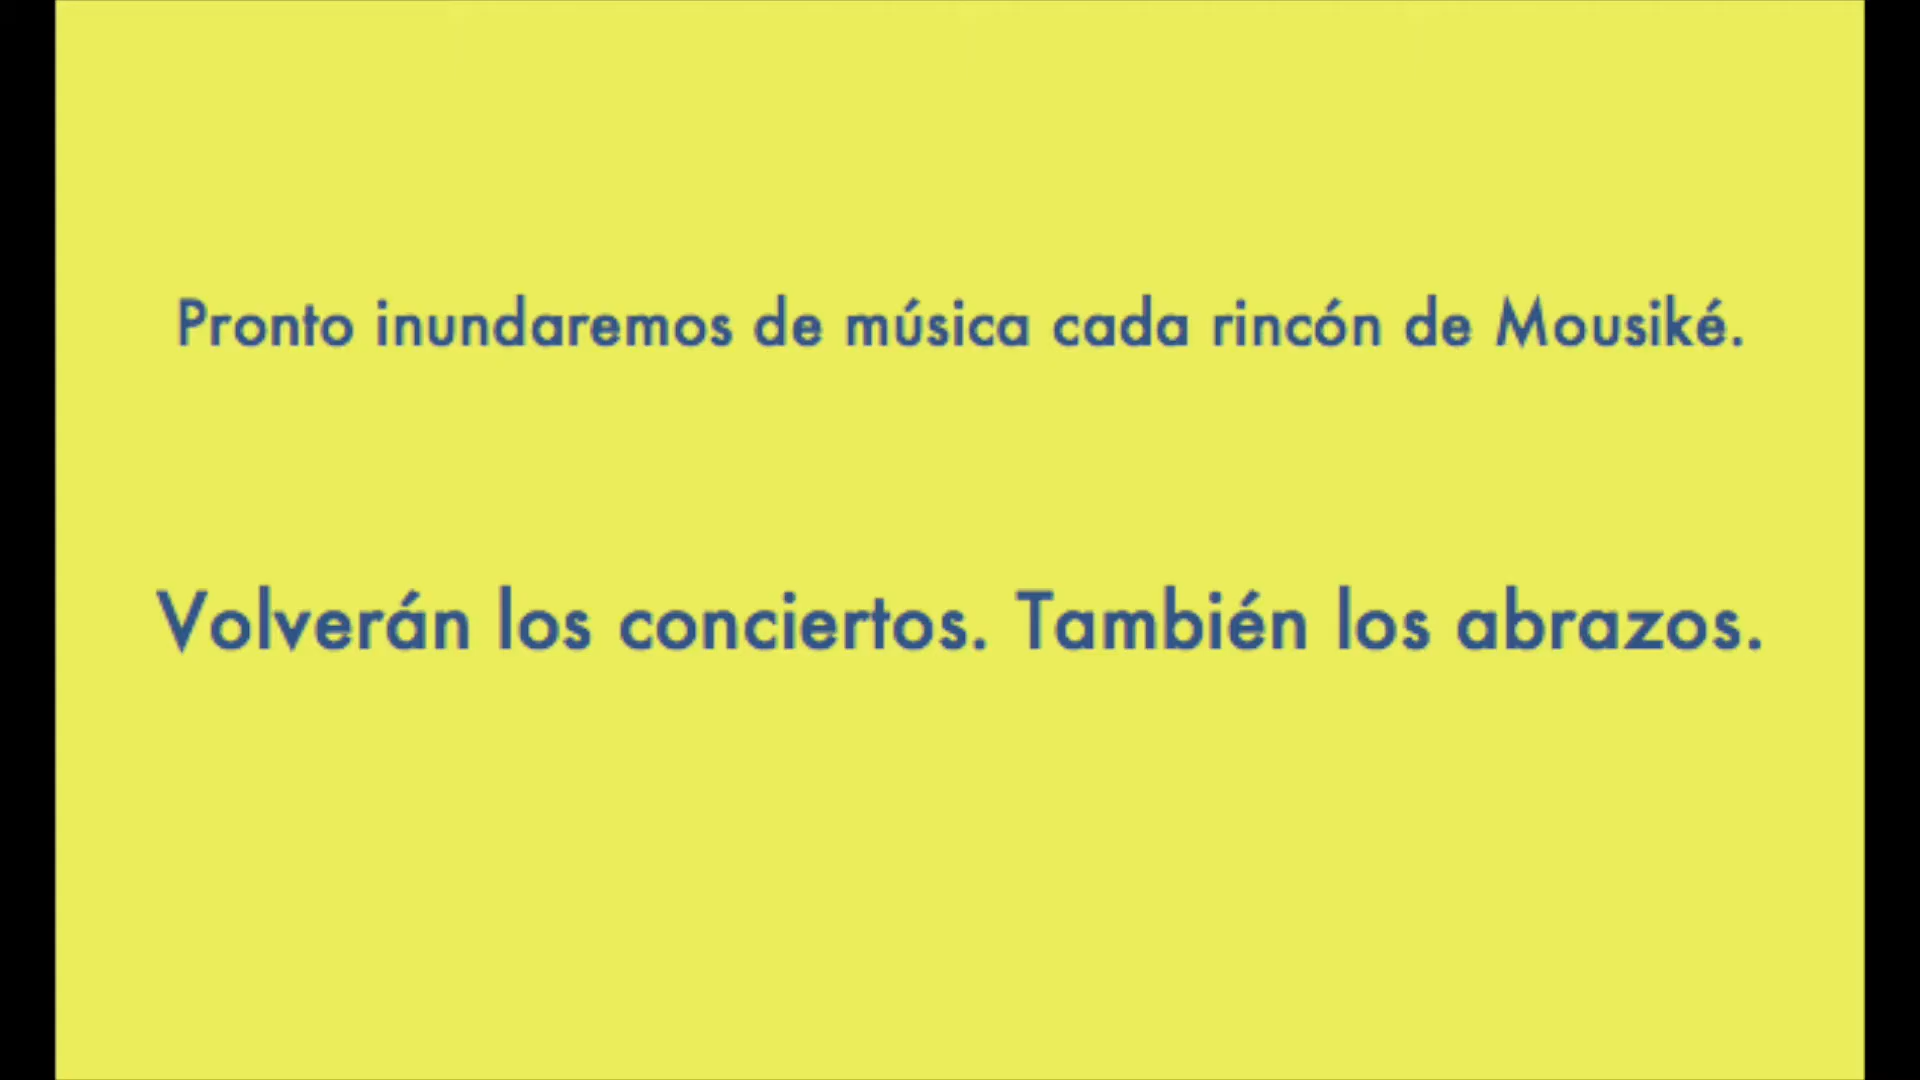 Pronto inundaremos de música cada rincón de Mousiké.
Volverán los conciertos. También los abrazos.